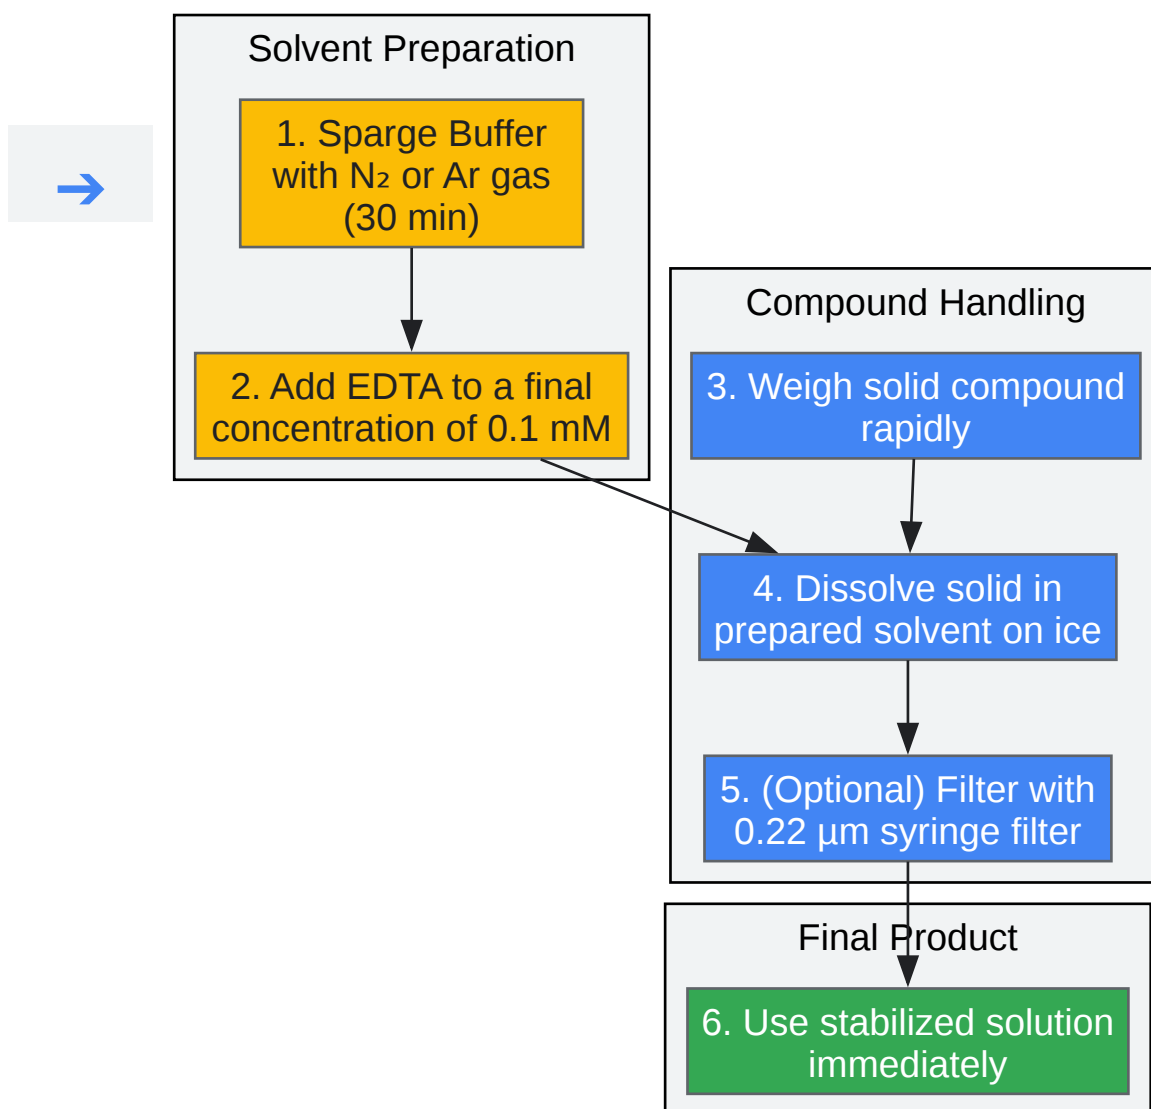 Solvent Preparation
1. Sparge Buffer
with N₂ or Ar gas
(30 min)
2. Add EDTA to a final
concentration of 0.1 mM
Compound Handling
3. Weigh solid compound
rapidly
4. Dissolve solid in
prepared solvent on ice
5. (Optional) Filter with
0.22 µm syringe filter
Final Product
6. Use stabilized solution
immediately